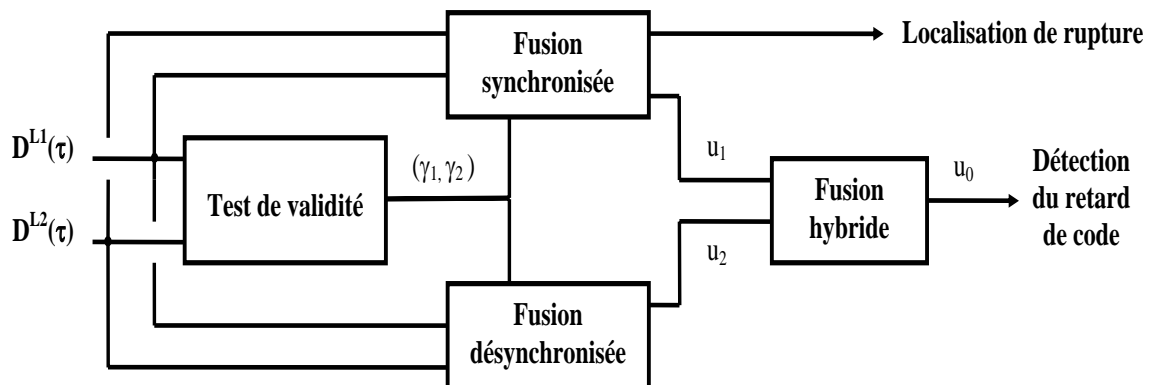 Fusion
synchronisée
Localisation de rupture
D^{L1}(τ)
D^{L2}(τ)
Test de validité
(γ₁, γ₂ )
u₁
u₂
Fusion
hybride
u₀
Détection
du retard
de code
Fusion
désynchronisée